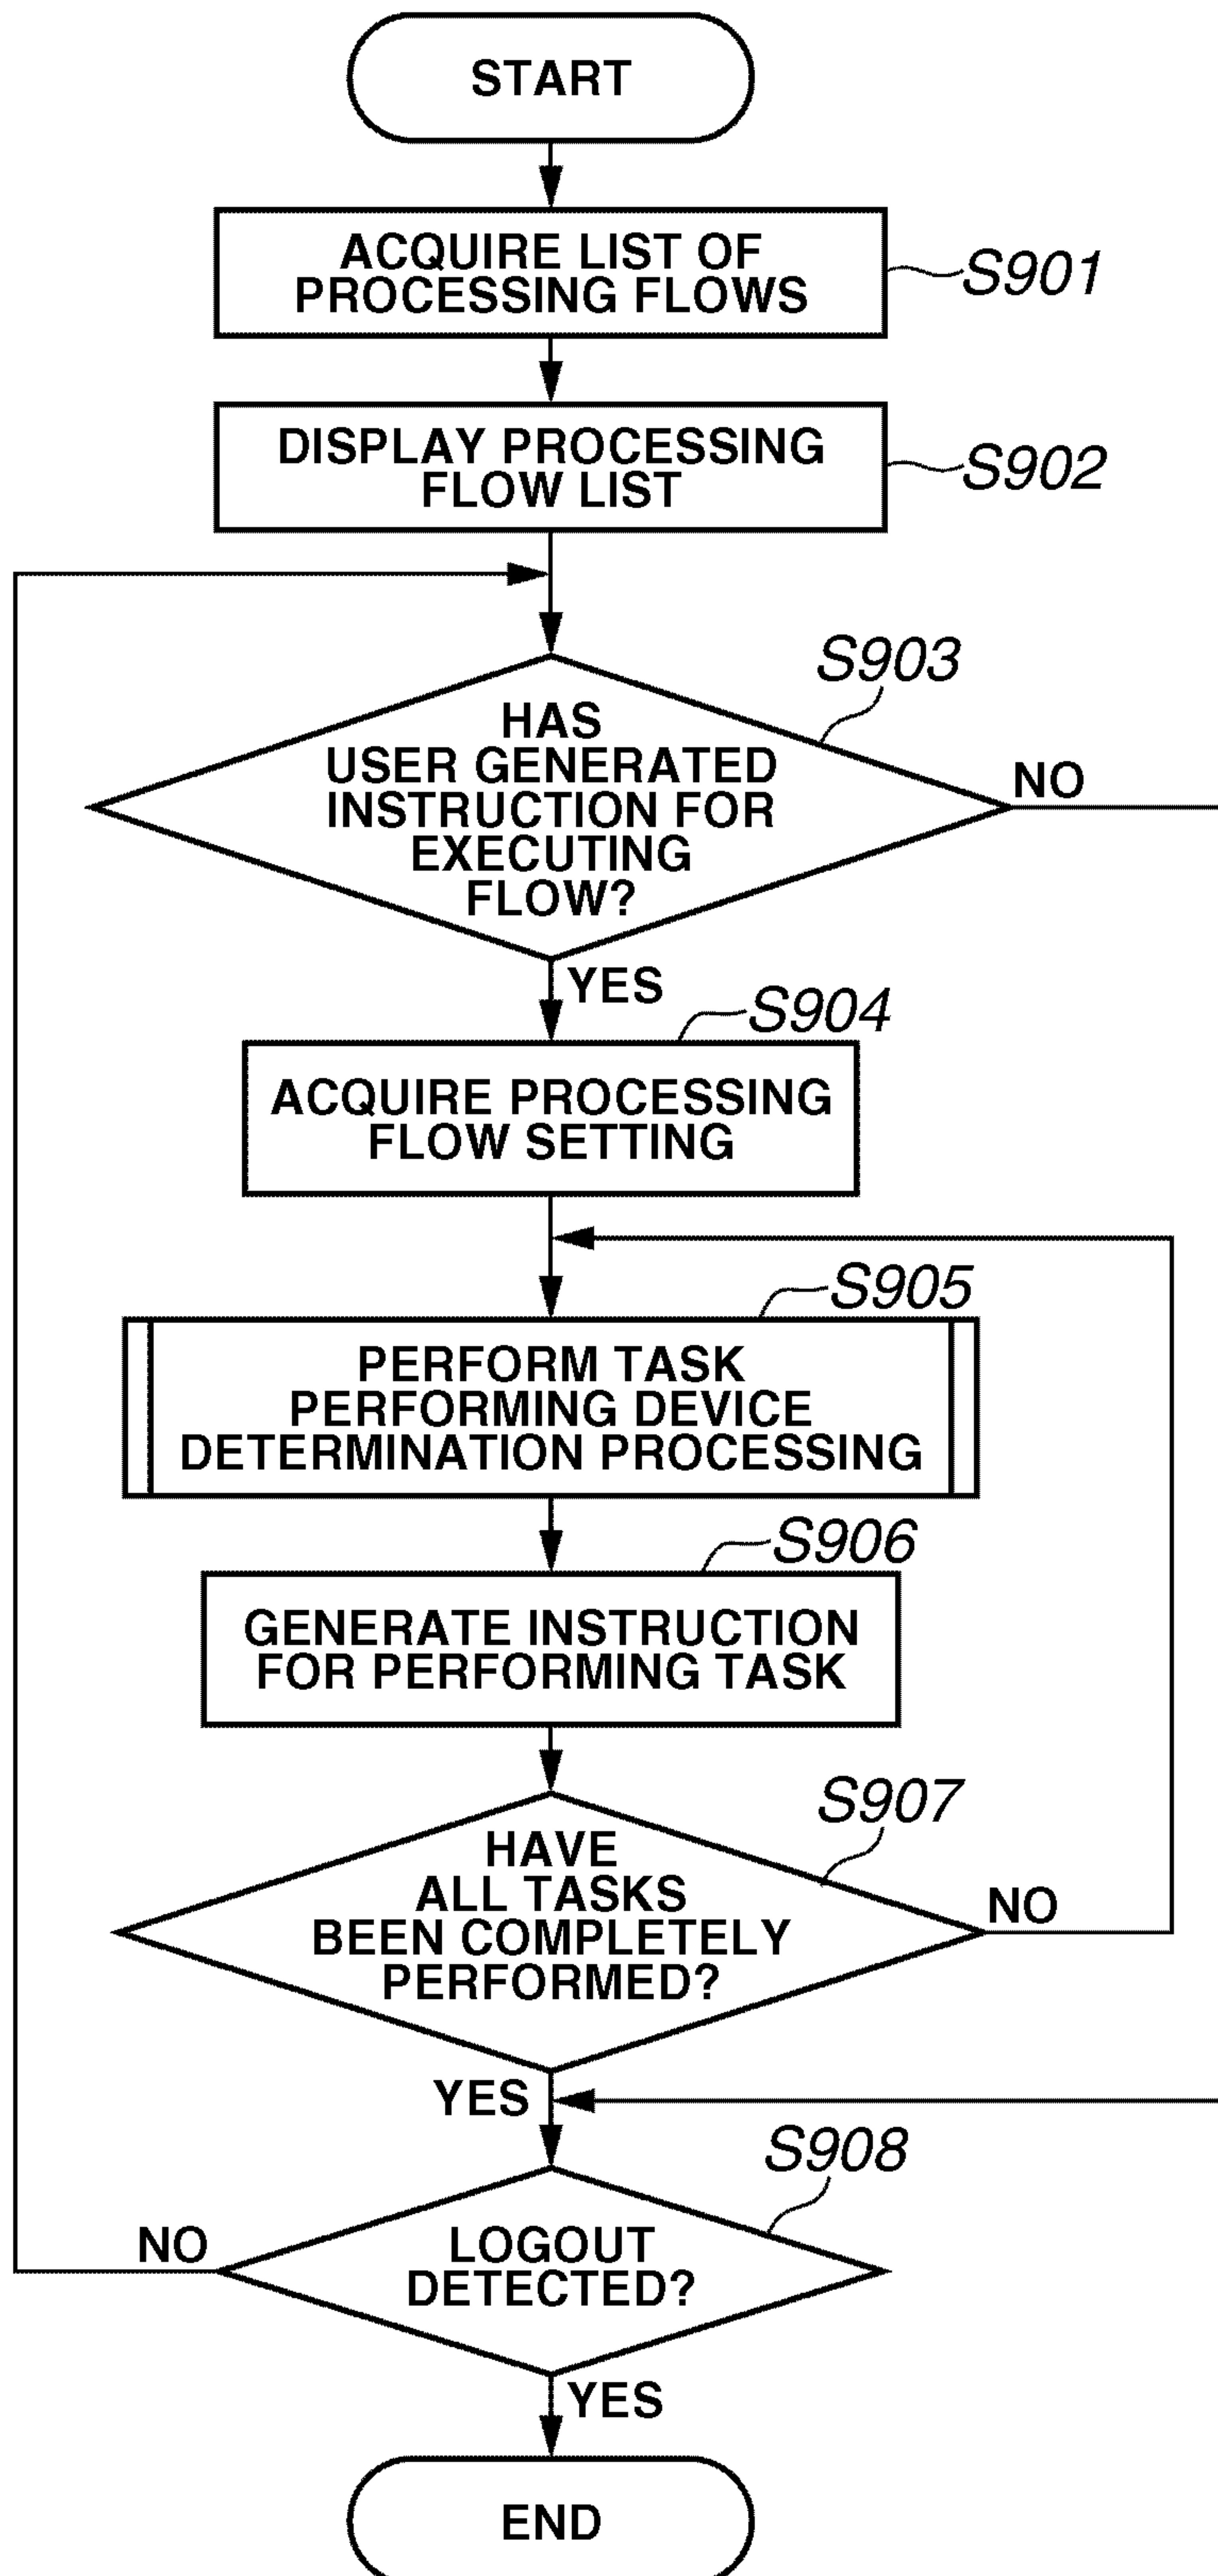 START
ACQUIRE LIST OF
PROCESSING FLOWS
S901
DISPLAY PROCESSING
FLOW LIST
S902
S903
HAS
USER GENERATED
INSTRUCTION FOR
EXECUTING
FLOW?
NO
YES
S904
ACQUIRE PROCESSING
FLOW SETTING
S905
PERFORM TASK
PERFORMING DEVICE
DETERMINATION PROCESSING
S906
GENERATE INSTRUCTION
FOR PERFORMING TASK
S907
HAVE
ALL TASKS
BEEN COMPLETELY
PERFORMED?
NO
YES
S908
LOGOUT
DETECTED?
NO
YES
END